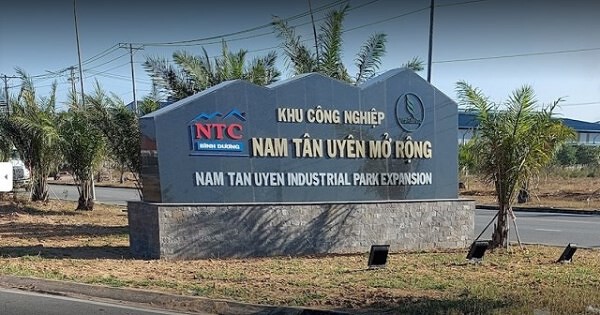 KHU CÔNG NGHIỆP
NTC
BÌNH DƯƠNG
NAM TÂN UYÊN MỞ RỘNG
NAM TAN UYEN INDUSTRIAL PARK EXPANSION